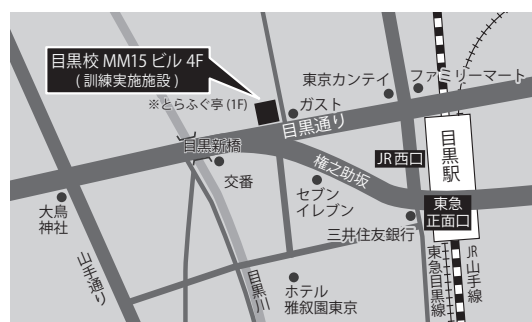 目黒校 MM15 ビル 4F
( 訓練実施施設 )
※とらふぐ亭 (1F)
東京カンテイ
ファミリーマート
ガスト
目黒通り
目黒新橋
交番
権之助坂
JR 西口
目黒駅
セブン
イレブン
東急
正面口
三井住友銀行
大鳥
神社
山手通り
目黒川
ホテル
雅叙園東京
東急目黒線
JR 山手線